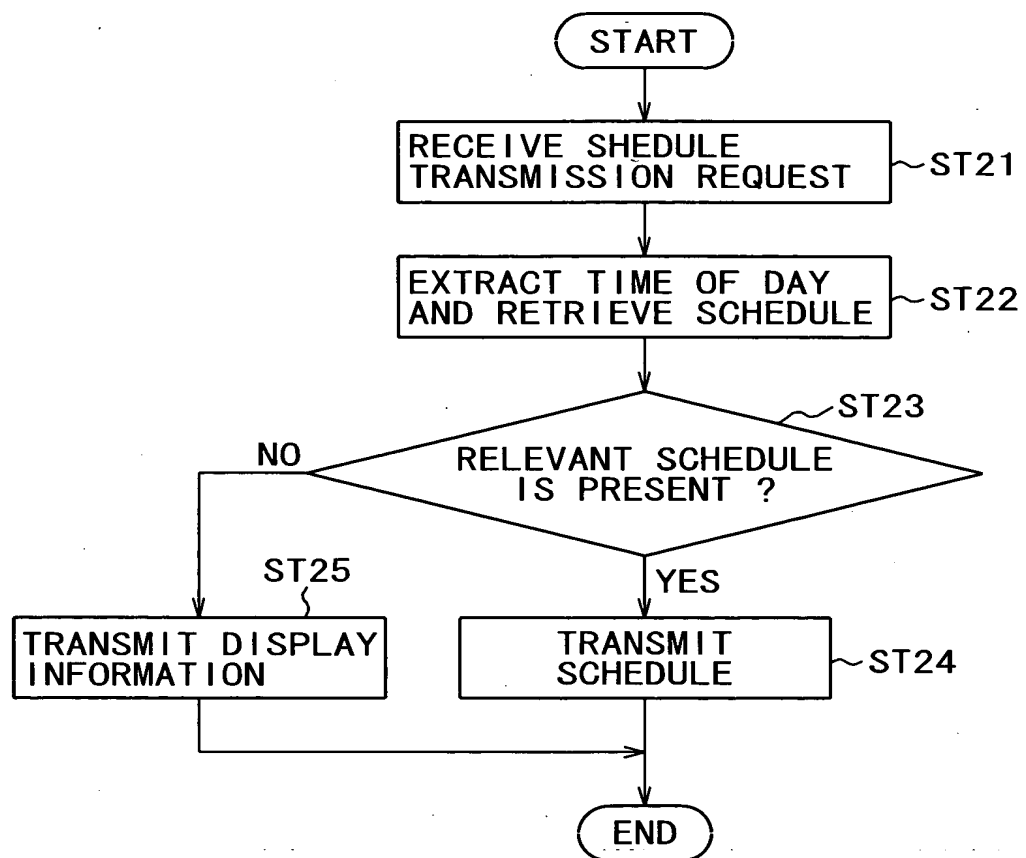 START
RECEIVE SHEDULE
TRANSMISSION REQUEST
ST21
EXTRACT TIME OF DAY
AND RETRIEVE SCHEDULE
ST22
ST23
RELEVANT SCHEDULE
IS PRESENT ?
NO
YES
ST25
TRANSMIT DISPLAY
INFORMATION
TRANSMIT
SCHEDULE
ST24
END